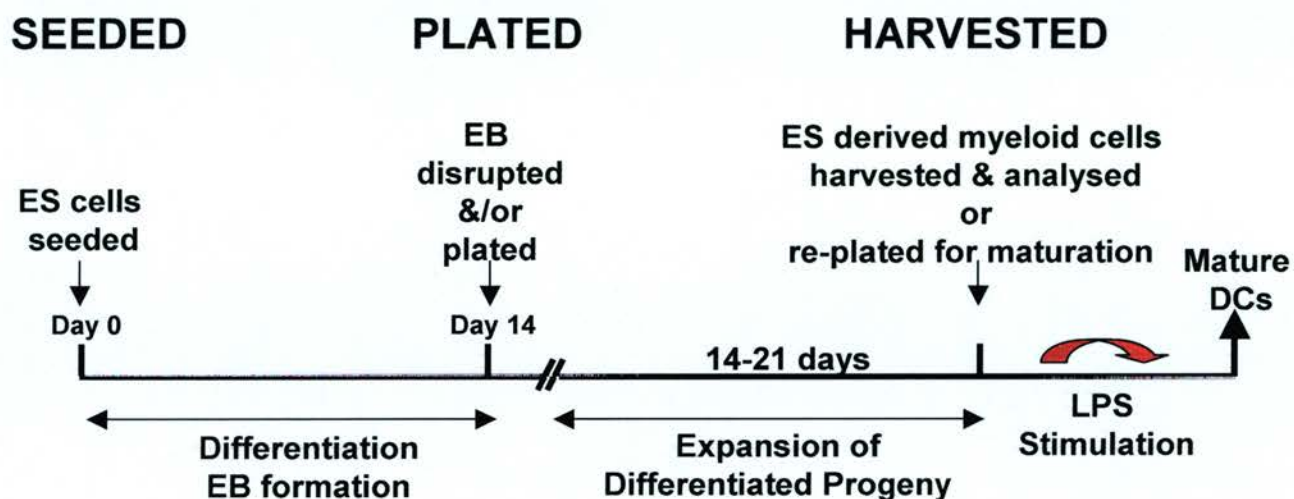 SEEDED
PLATED
HARVESTED
ES cells
seeded
Day 0
EB
disrupted
&/or
plated
Day 14
ES derived myeloid cells
harvested & analysed
or
re-plated for maturation
Mature
DCs
14-21 days
Differentiation
EB formation
Expansion of
Differentiated Progeny
LPS
Stimulation